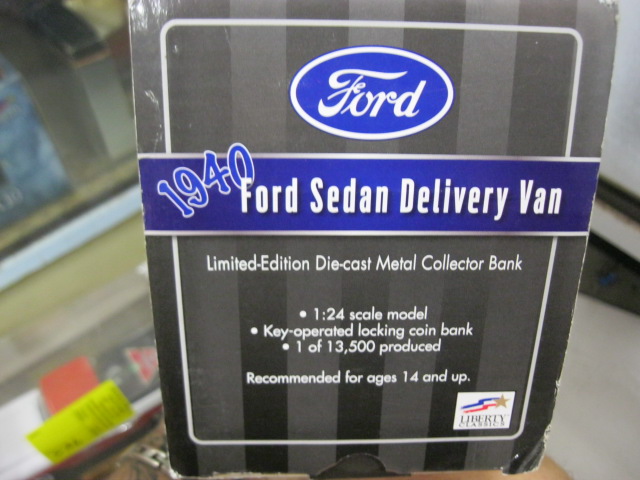 Ford
1940
Ford Sedan Delivery Van
Limited-Edition Die-cast Metal Collector Bank
• 1:24 scale model
• Key-operated locking coin bank
• 1 of 13,500 produced
Recommended for ages 14 and up.
LIBERTY
CLASSICS